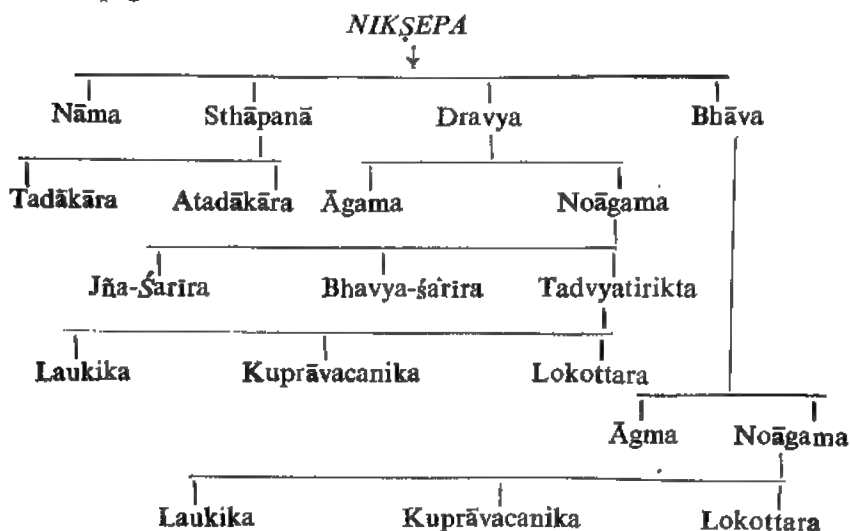 NIKṢEPA
Nāma Sthāpanā Dravya Bhāva
Tadākāra Atadākāra Āgama Noāgama
Jña-Śarīra Bhavya-śarīra Tadvyatirikta
Laukika Kuprāvacanika Lokottara
Āgma Noāgama
Laukika Kuprāvacanika Lokottara